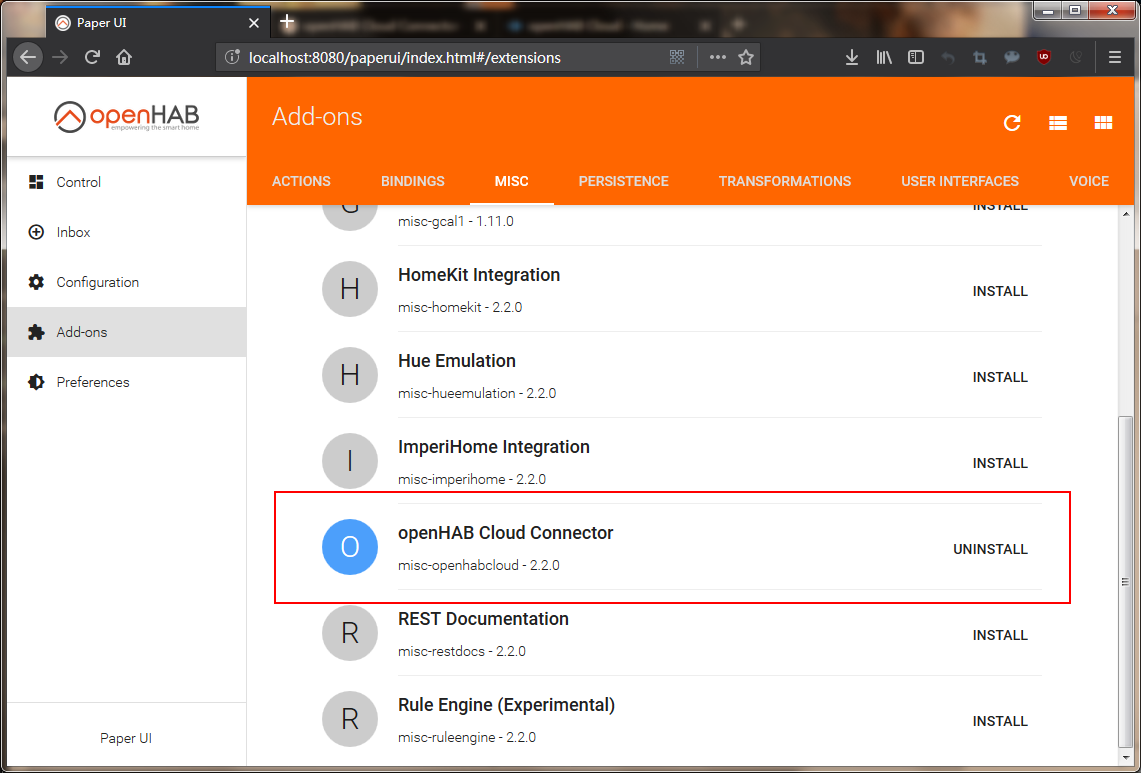 Paper UI
openHAB Cloud Connector
openHAB Cloud - Home
localhost:8080/paperui/index.html#/extensions
openHAB
empowering the smart home
Add-ons
ACTIONS
BINDINGS
MISC
PERSISTENCE
TRANSFORMATIONS
USER INTERFACES
VOICE
Control
Inbox
Configuration
Add-ons
Preferences
Paper UI
G
misc-gcal1 - 1.11.0
INSTALL
H
HomeKit Integration
misc-homekit - 2.2.0
INSTALL
H
Hue Emulation
misc-hueemulation - 2.2.0
INSTALL
I
ImperiHome Integration
misc-imperihome - 2.2.0
INSTALL
O
openHAB Cloud Connector
misc-openhabcloud - 2.2.0
UNINSTALL
R
REST Documentation
misc-restdocs - 2.2.0
INSTALL
R
Rule Engine (Experimental)
misc-ruleengine - 2.2.0
INSTALL